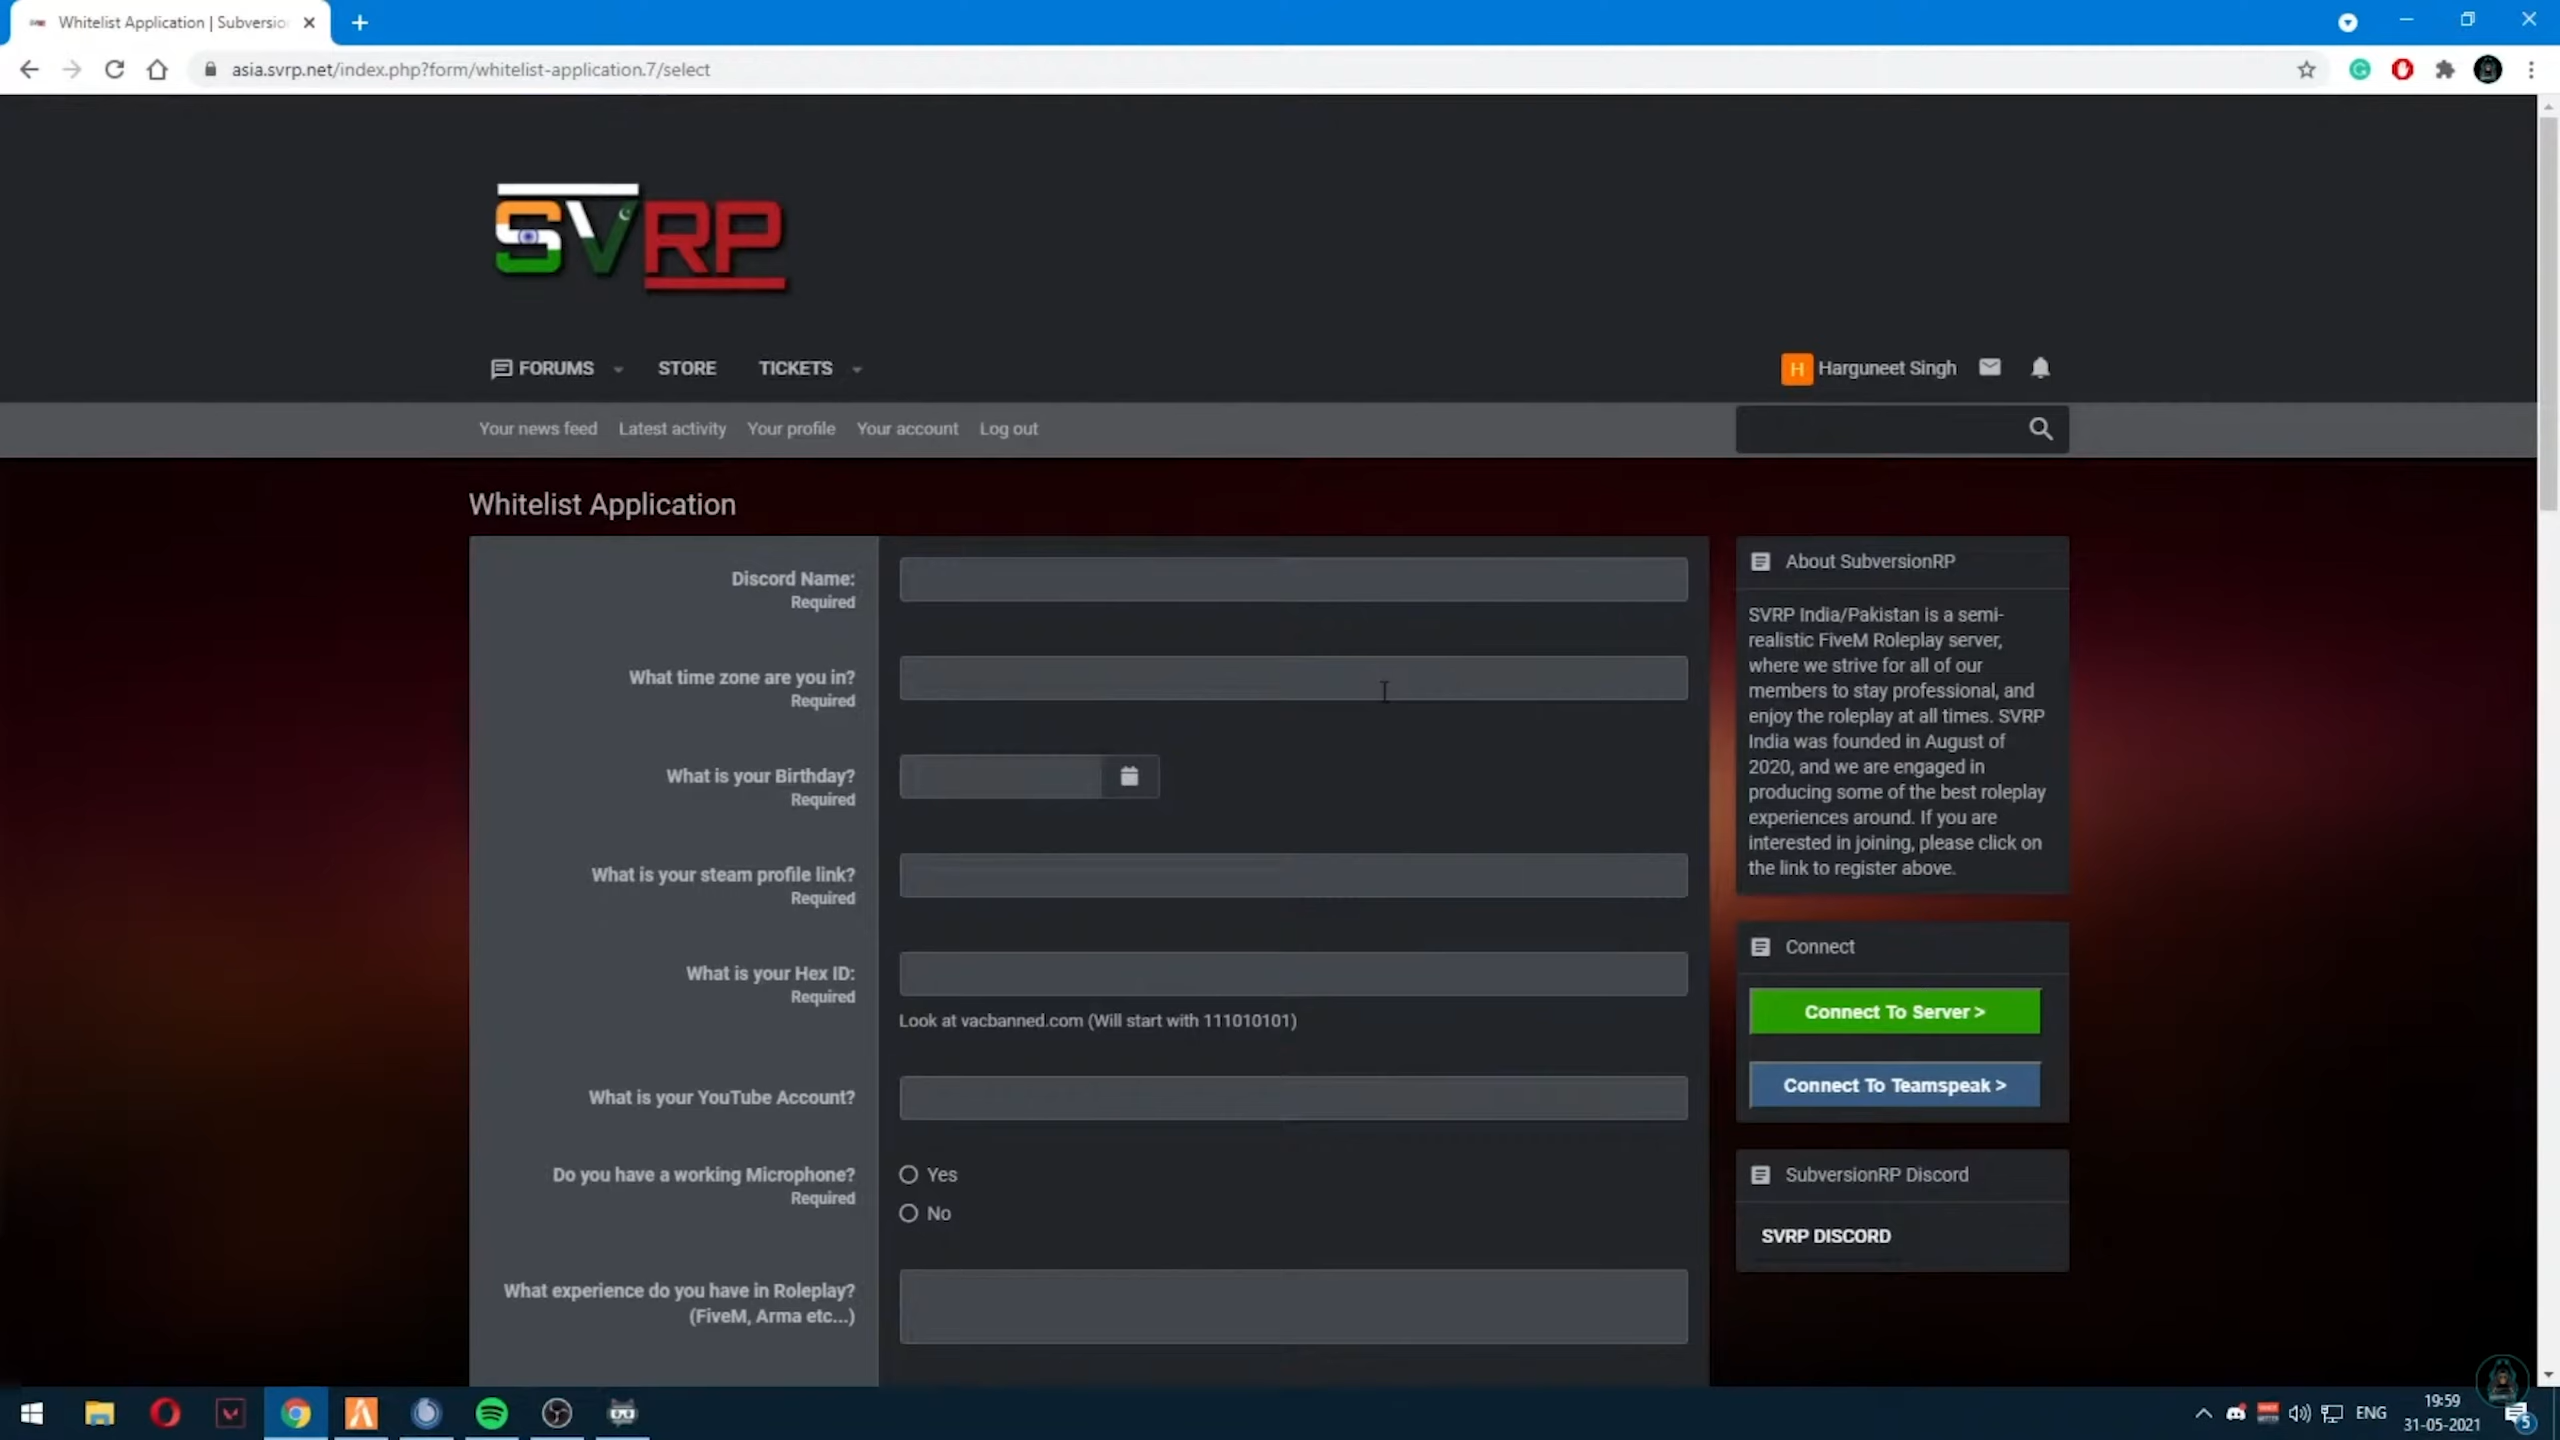 Whitelist Application | Subversio
asia.svrp.net/index.php?form/whitelist-application.7/select
SVRP
FORUMS
STORE
TICKETS
H
Harguneet Singh
Your news feed
Latest activity
Your profile
Your account
Log out
Whitelist Application
Discord Name:
Required
What time zone are you in?
Required
What is your Birthday?
Required
What is your steam profile link?
Required
What is your Hex ID:
Required
Look at vacbanned.com (Will start with 111010101)
What is your YouTube Account?
Do you have a working Microphone?
Required
Yes
No
What experience do you have in Roleplay?
(FiveM, Arma etc...)
About SubversionRP
SVRP India/Pakistan is a semi-
realistic FiveM Roleplay server,
where we strive for all of our
members to stay professional, and
enjoy the roleplay at all times. SVRP
India was founded in August of
2020, and we are engaged in
producing some of the best roleplay
experiences around. If you are
interested in joining, please click on
the link to register above.
Connect
Connect To Server >
Connect To Teamspeak >
SubversionRP Discord
SVRP DISCORD
ENG
19:59
31-05-2021
5